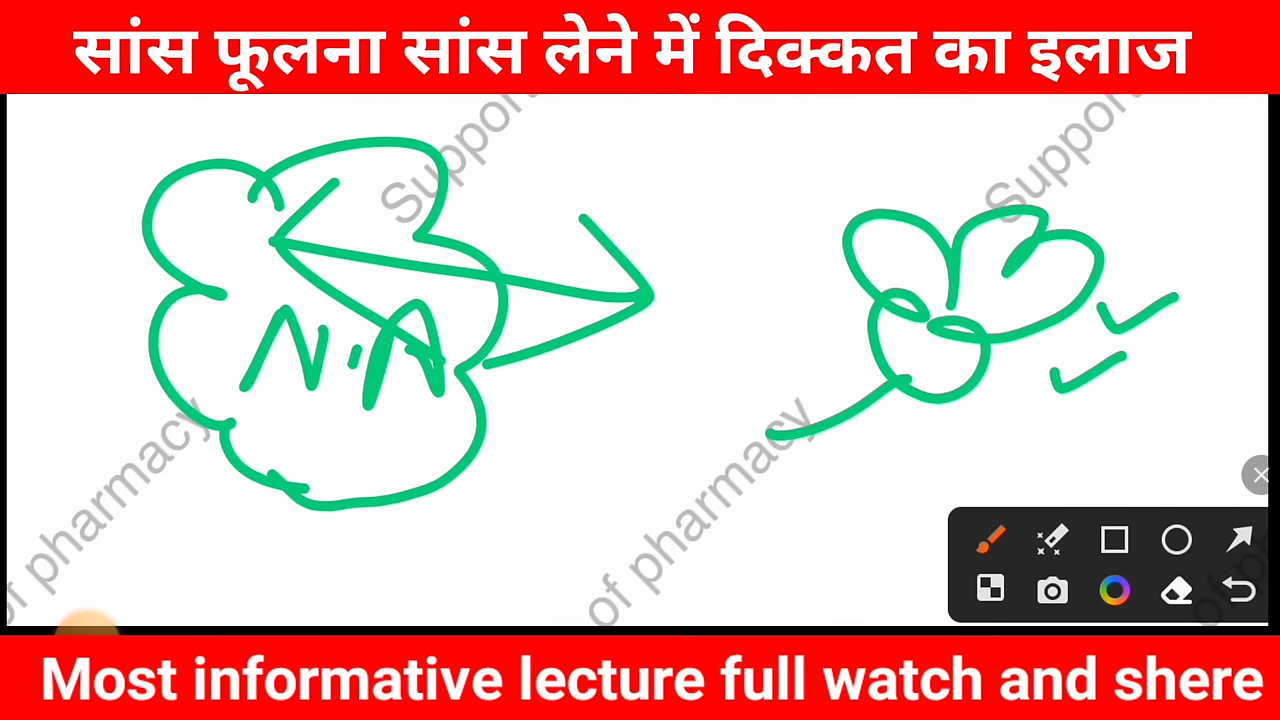 सांस फूलना सांस लेने में दिक्कत का इलाज
Support
Support
N.A
of pharmacy
of pharmacy
Most informative lecture full watch and shere